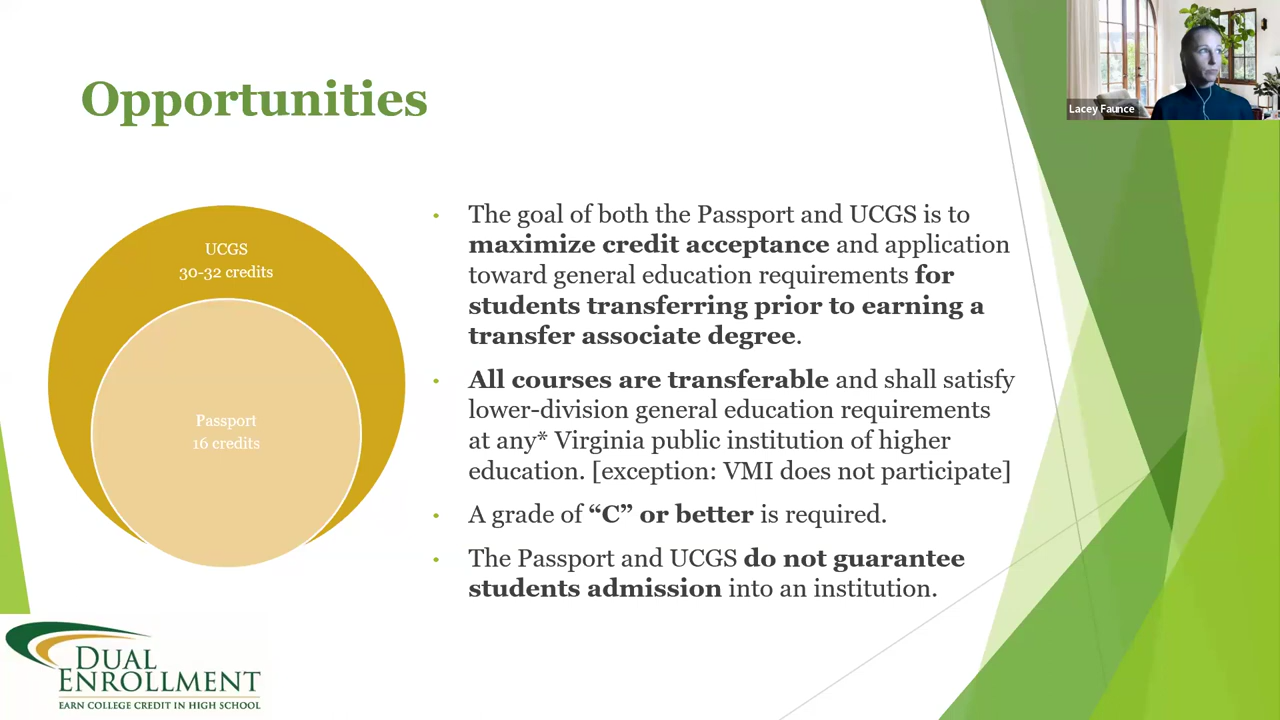 Opportunities
Lacey Faunce
UCGS
30-32 credits
Passport
16 credits
• The goal of both the Passport and UCGS is to
maximize credit acceptance and application
toward general education requirements for
students transferring prior to earning a
transfer associate degree.
• All courses are transferable and shall satisfy
lower-division general education requirements
at any* Virginia public institution of higher
education. [exception: VMI does not participate]
• A grade of “C” or better is required.
• The Passport and UCGS do not guarantee
students admission into an institution.
DUAL
ENROLLMENT
EARN COLLEGE CREDIT IN HIGH SCHOOL